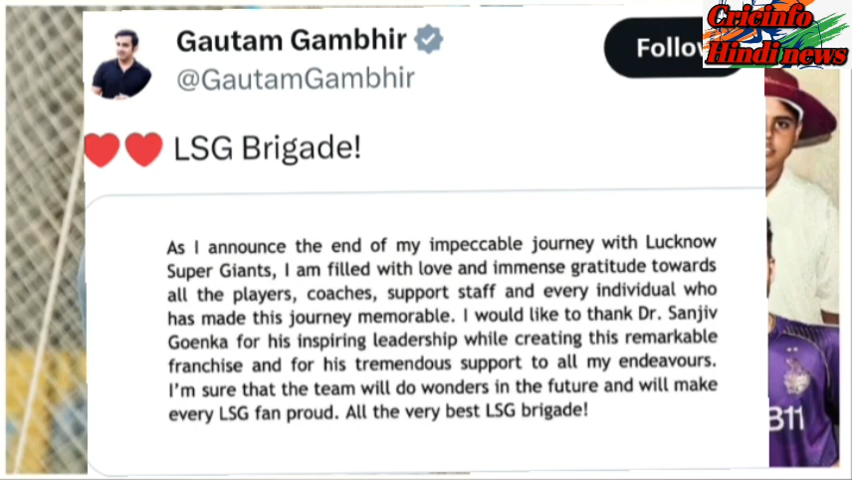 Gautam Gambhir
@GautamGambhir
Follow
Cricinfo
Hindi news
❤️❤️ LSG Brigade!
As I announce the end of my impeccable journey with Lucknow
Super Giants, I am filled with love and immense gratitude towards
all the players, coaches, support staff and every individual who
has made this journey memorable. I would like to thank Dr. Sanjiv
Goenka for his inspiring leadership while creating this remarkable
franchise and for his tremendous support to all my endeavours.
I'm sure that the team will do wonders in the future and will make
every LSG fan proud. All the very best LSG brigade!